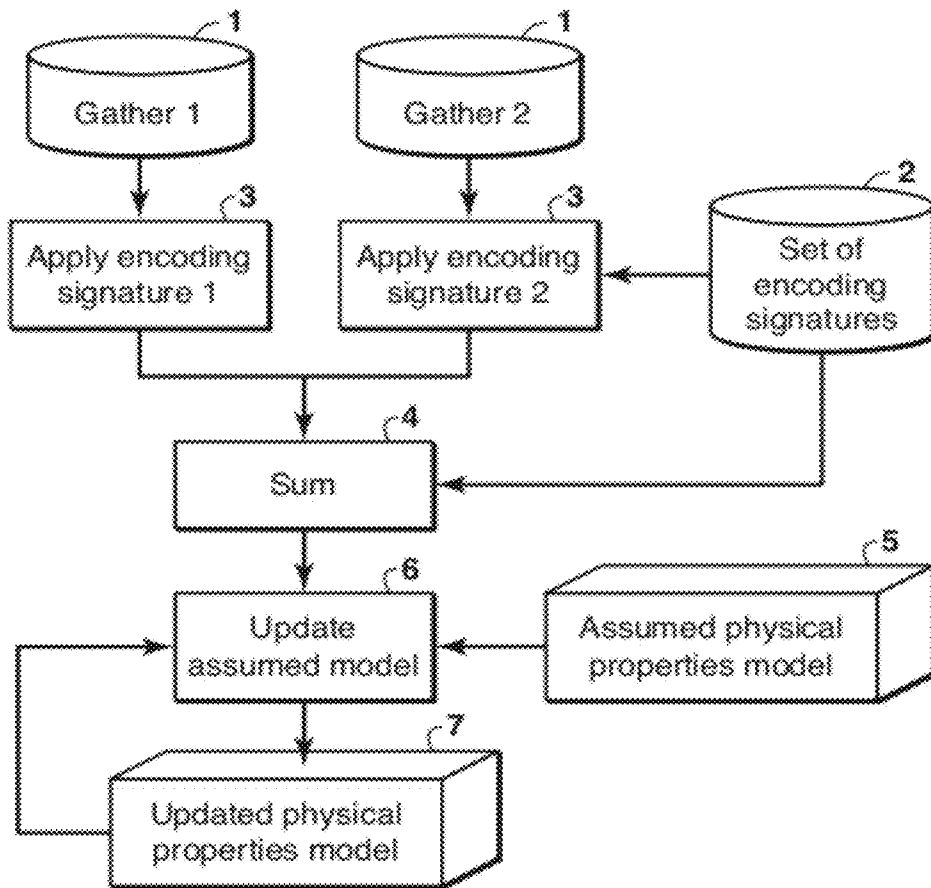 1
1
Gather 1
Gather 2
3
3
2
Apply encoding
signature 1
Apply encoding
signature 2
Set of
encoding
signatures
4
Sum
6
5
Update
assumed model
Assumed physical
properties model
7
Updated physical
properties model